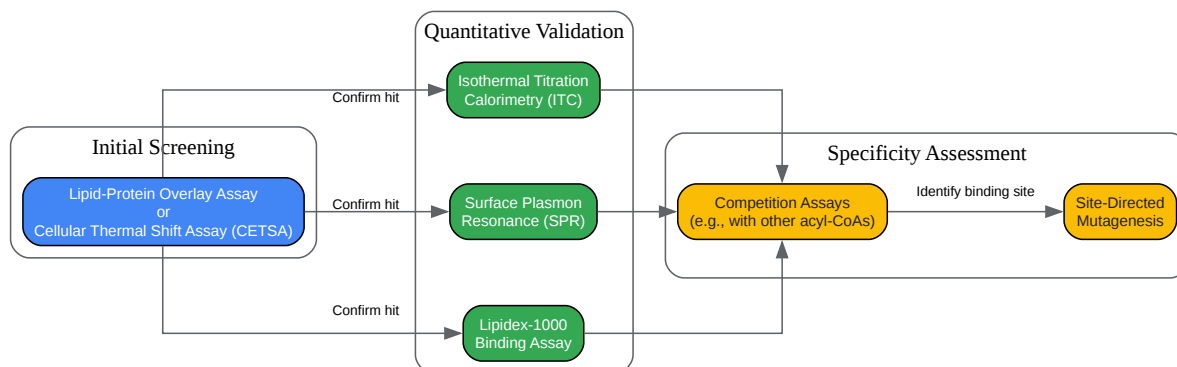 Quantitative Validation
Isothermal Titration
Calorimetry (ITC)
Confirm hit
Initial Screening
Lipid-Protein Overlay Assay
or
Cellular Thermal Shift Assay (CETSA)
Confirm hit
Surface Plasmon
Resonance (SPR)
Specificity Assessment
Competition Assays
(e.g., with other acyl-CoAs)
Identify binding site
Site-Directed
Mutagenesis
Confirm hit
Lipidex-1000
Binding Assay